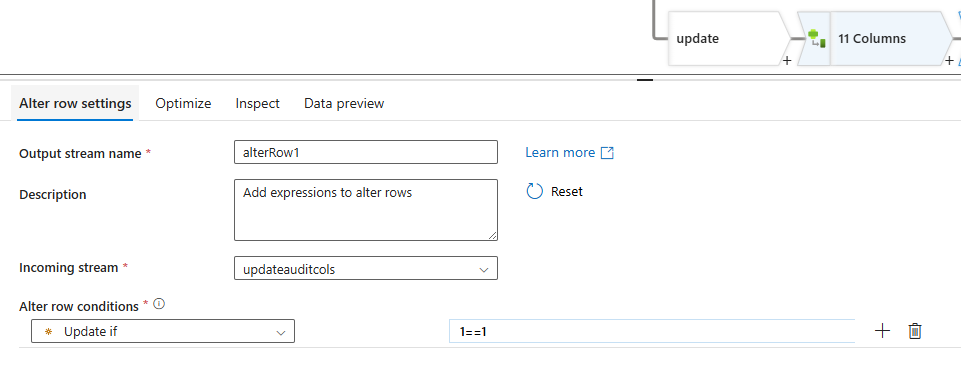 update
+
11 Columns
+
Alter row settings Optimize Inspect Data preview
Output stream name * alterRow1 Learn more
Description Add expressions to alter rows Reset
Incoming stream * updateauditcols
Alter row conditions *
Update if 1==1